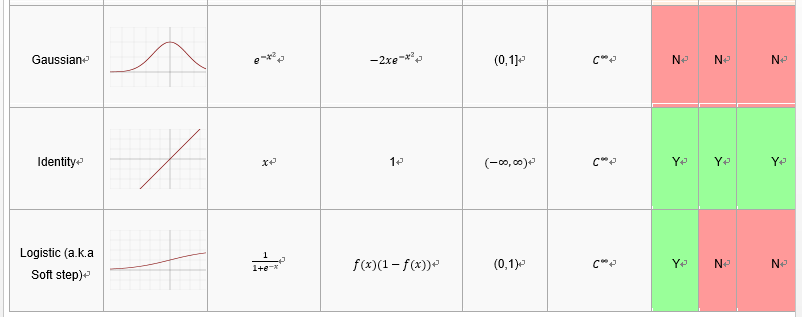 Gaussian e^{-x^2} -2xe^{-x^2} (0,1] C^∞ N N N
Identity x 1 (-∞,∞) C^∞ Y Y Y
Logistic (a.k.a
Soft step) 1/(1+e^{-x}) f(x)(1-f(x)) (0,1) C^∞ Y N N